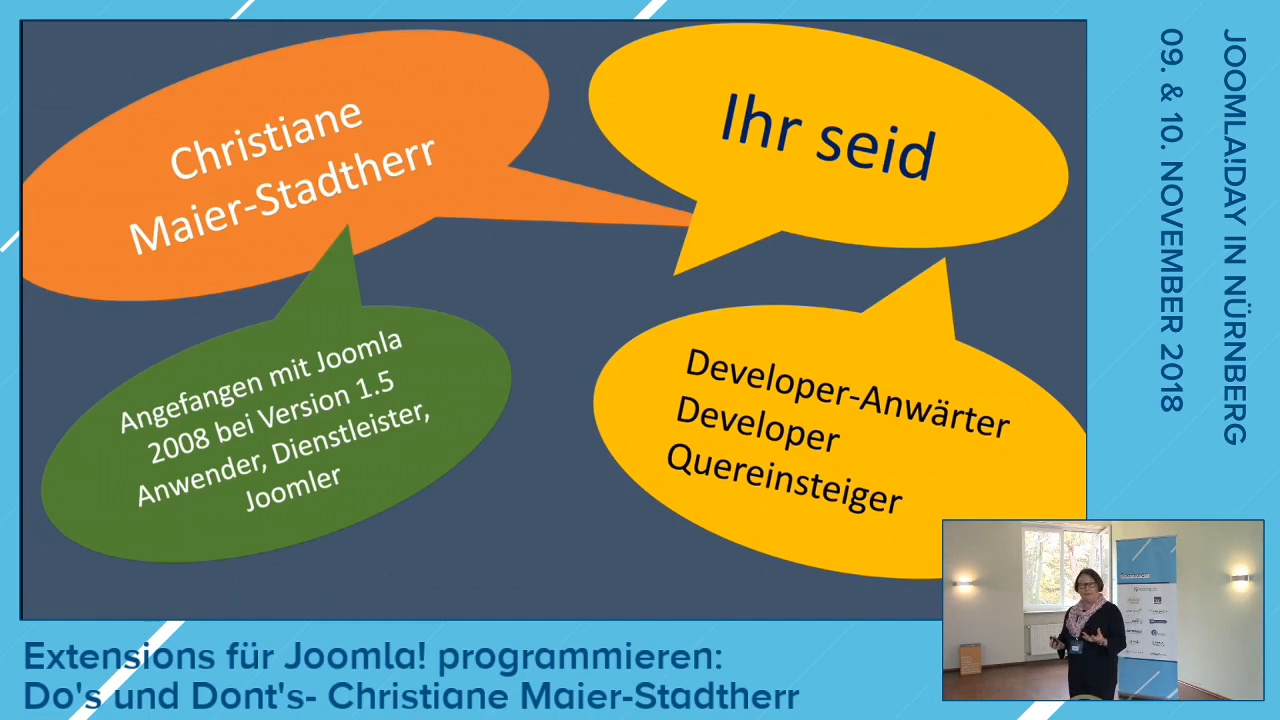 Christiane
Maier-Stadtherr
Ihr seid
Angefangen mit Joomla
2008 bei Version 1.5
Anwender, Dienstleister,
Joomler
Developer-Anwärter
Developer
Quereinsteiger
JOOMLA!DAY IN NÜRNBERG
09. & 10. NOVEMBER 2018
Extensions für Joomla! programmieren:
Do's und Dont's- Christiane Maier-Stadtherr